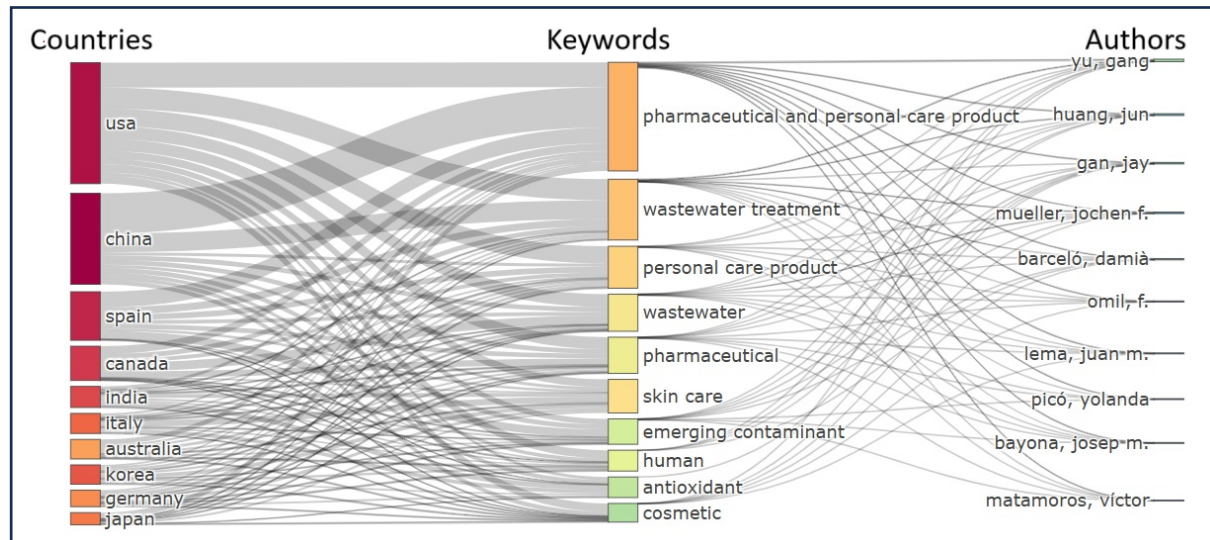 Countries
Keywords
Authors
usa
china
spain
canada
india
italy
australia
korea
germany
japan
pharmaceutical and personal care product
wastewater treatment
personal care product
wastewater
pharmaceutical
skin care
emerging contaminant
human
antioxidant
cosmetic
yu, gang
huang, jun
gan, jay
mueller, jochen f.
barceló, damià
omil, f.
lema, juan m.
picó, yolanda
bayona, josep m.
matamoros, víctor